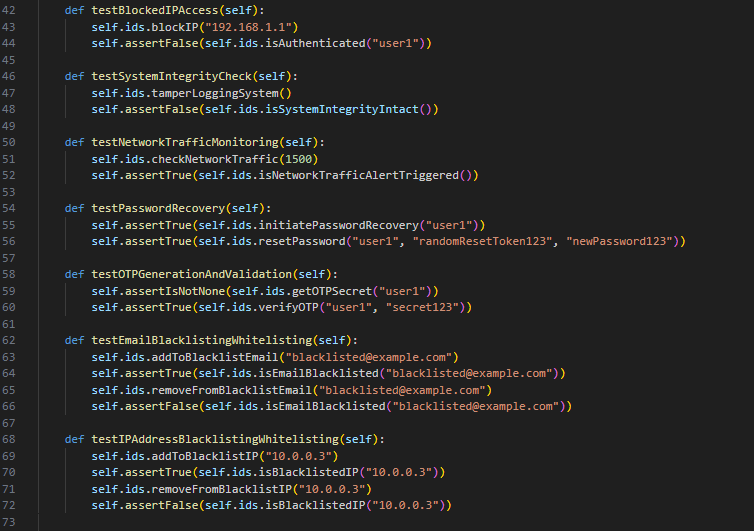 42 def testBlockedIPAccess(self):
43 self.ids.blockIP("192.168.1.1")
44 self.assertFalse(self.ids.isAuthenticated("user1"))
45
46 def testSystemIntegrityCheck(self):
47 self.ids.tamperLoggingSystem()
48 self.assertFalse(self.ids.isSystemIntegrityIntact())
49
50 def testNetworkTrafficMonitoring(self):
51 self.ids.checkNetworkTraffic(1500)
52 self.assertTrue(self.ids.isNetworkTrafficAlertTriggered())
53
54 def testPasswordRecovery(self):
55 self.assertTrue(self.ids.initiatePasswordRecovery("user1"))
56 self.assertTrue(self.ids.resetPassword("user1", "randomResetToken123", "newPassword123"))
57
58 def testOTPGenerationAndValidation(self):
59 self.assertIsNotNone(self.ids.getOTPSecret("user1"))
60 self.assertTrue(self.ids.verifyOTP("user1", "secret123"))
61
62 def testEmailBlacklistingWhitelisting(self):
63 self.ids.addToBlacklistEmail("blacklisted@example.com")
64 self.assertTrue(self.ids.isEmailBlacklisted("blacklisted@example.com"))
65 self.ids.removeFromBlacklistEmail("blacklisted@example.com")
66 self.assertFalse(self.ids.isEmailBlacklisted("blacklisted@example.com"))
67
68 def testIPAddressBlacklistingWhitelisting(self):
69 self.ids.addToBlacklistIP("10.0.0.3")
70 self.assertTrue(self.ids.isBlacklistedIP("10.0.0.3"))
71 self.ids.removeFromBlacklistIP("10.0.0.3")
72 self.assertFalse(self.ids.isBlacklistedIP("10.0.0.3"))
73